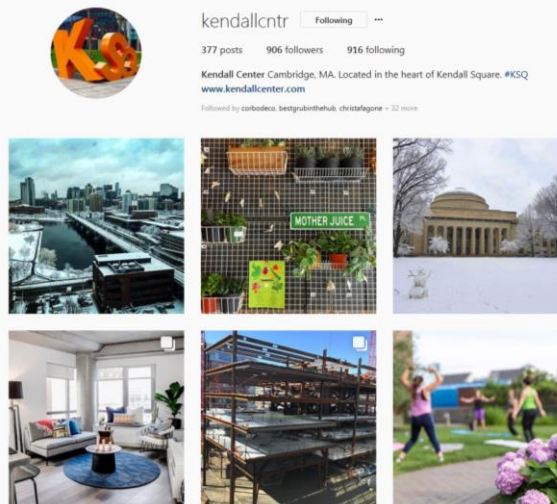 kendallcntr Following •••
377 posts 906 followers 916 following
Kendall Center Cambridge, MA. Located in the heart of Kendall Square. #KSQ
www.kendallcenter.com
Followed by corbodeco, bestgrubinthehub, christafagone + 32 more
KSQ
MOTHER JUICE PL